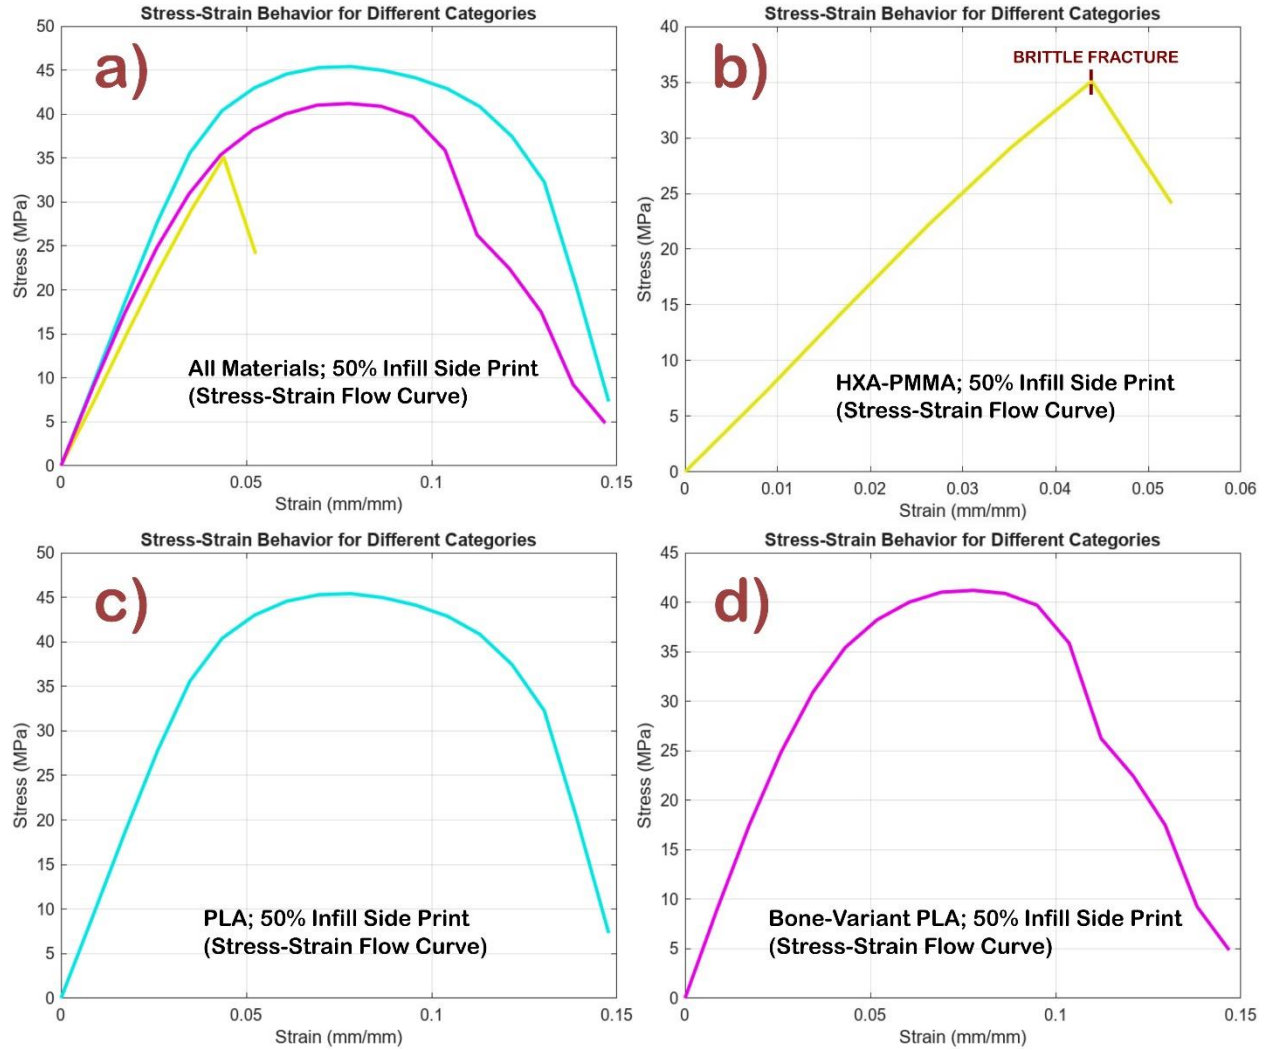 Stress-Strain Behavior for Different Categories
a)
50
45
40
35
30
25
20
15
10
5
0
Stress (MPa)
All Materials; 50% Infill Side Print
(Stress-Strain Flow Curve)
0 0.05 0.1 0.15
Strain (mm/mm)
Stress-Strain Behavior for Different Categories
b)
BRITTLE FRACTURE
40
35
30
25
20
15
10
5
0
Stress (MPa)
HXA-PMMA; 50% Infill Side Print
(Stress-Strain Flow Curve)
0 0.01 0.02 0.03 0.04 0.05 0.06
Strain (mm/mm)
Stress-Strain Behavior for Different Categories
c)
50
45
40
35
30
25
20
15
10
5
0
Stress (MPa)
PLA; 50% Infill Side Print
(Stress-Strain Flow Curve)
0 0.05 0.1 0.15
Strain (mm/mm)
Stress-Strain Behavior for Different Categories
d)
45
40
35
30
25
20
15
10
5
0
Stress (MPa)
Bone-Variant PLA; 50% Infill Side Print
(Stress-Strain Flow Curve)
0 0.05 0.1 0.15
Strain (mm/mm)